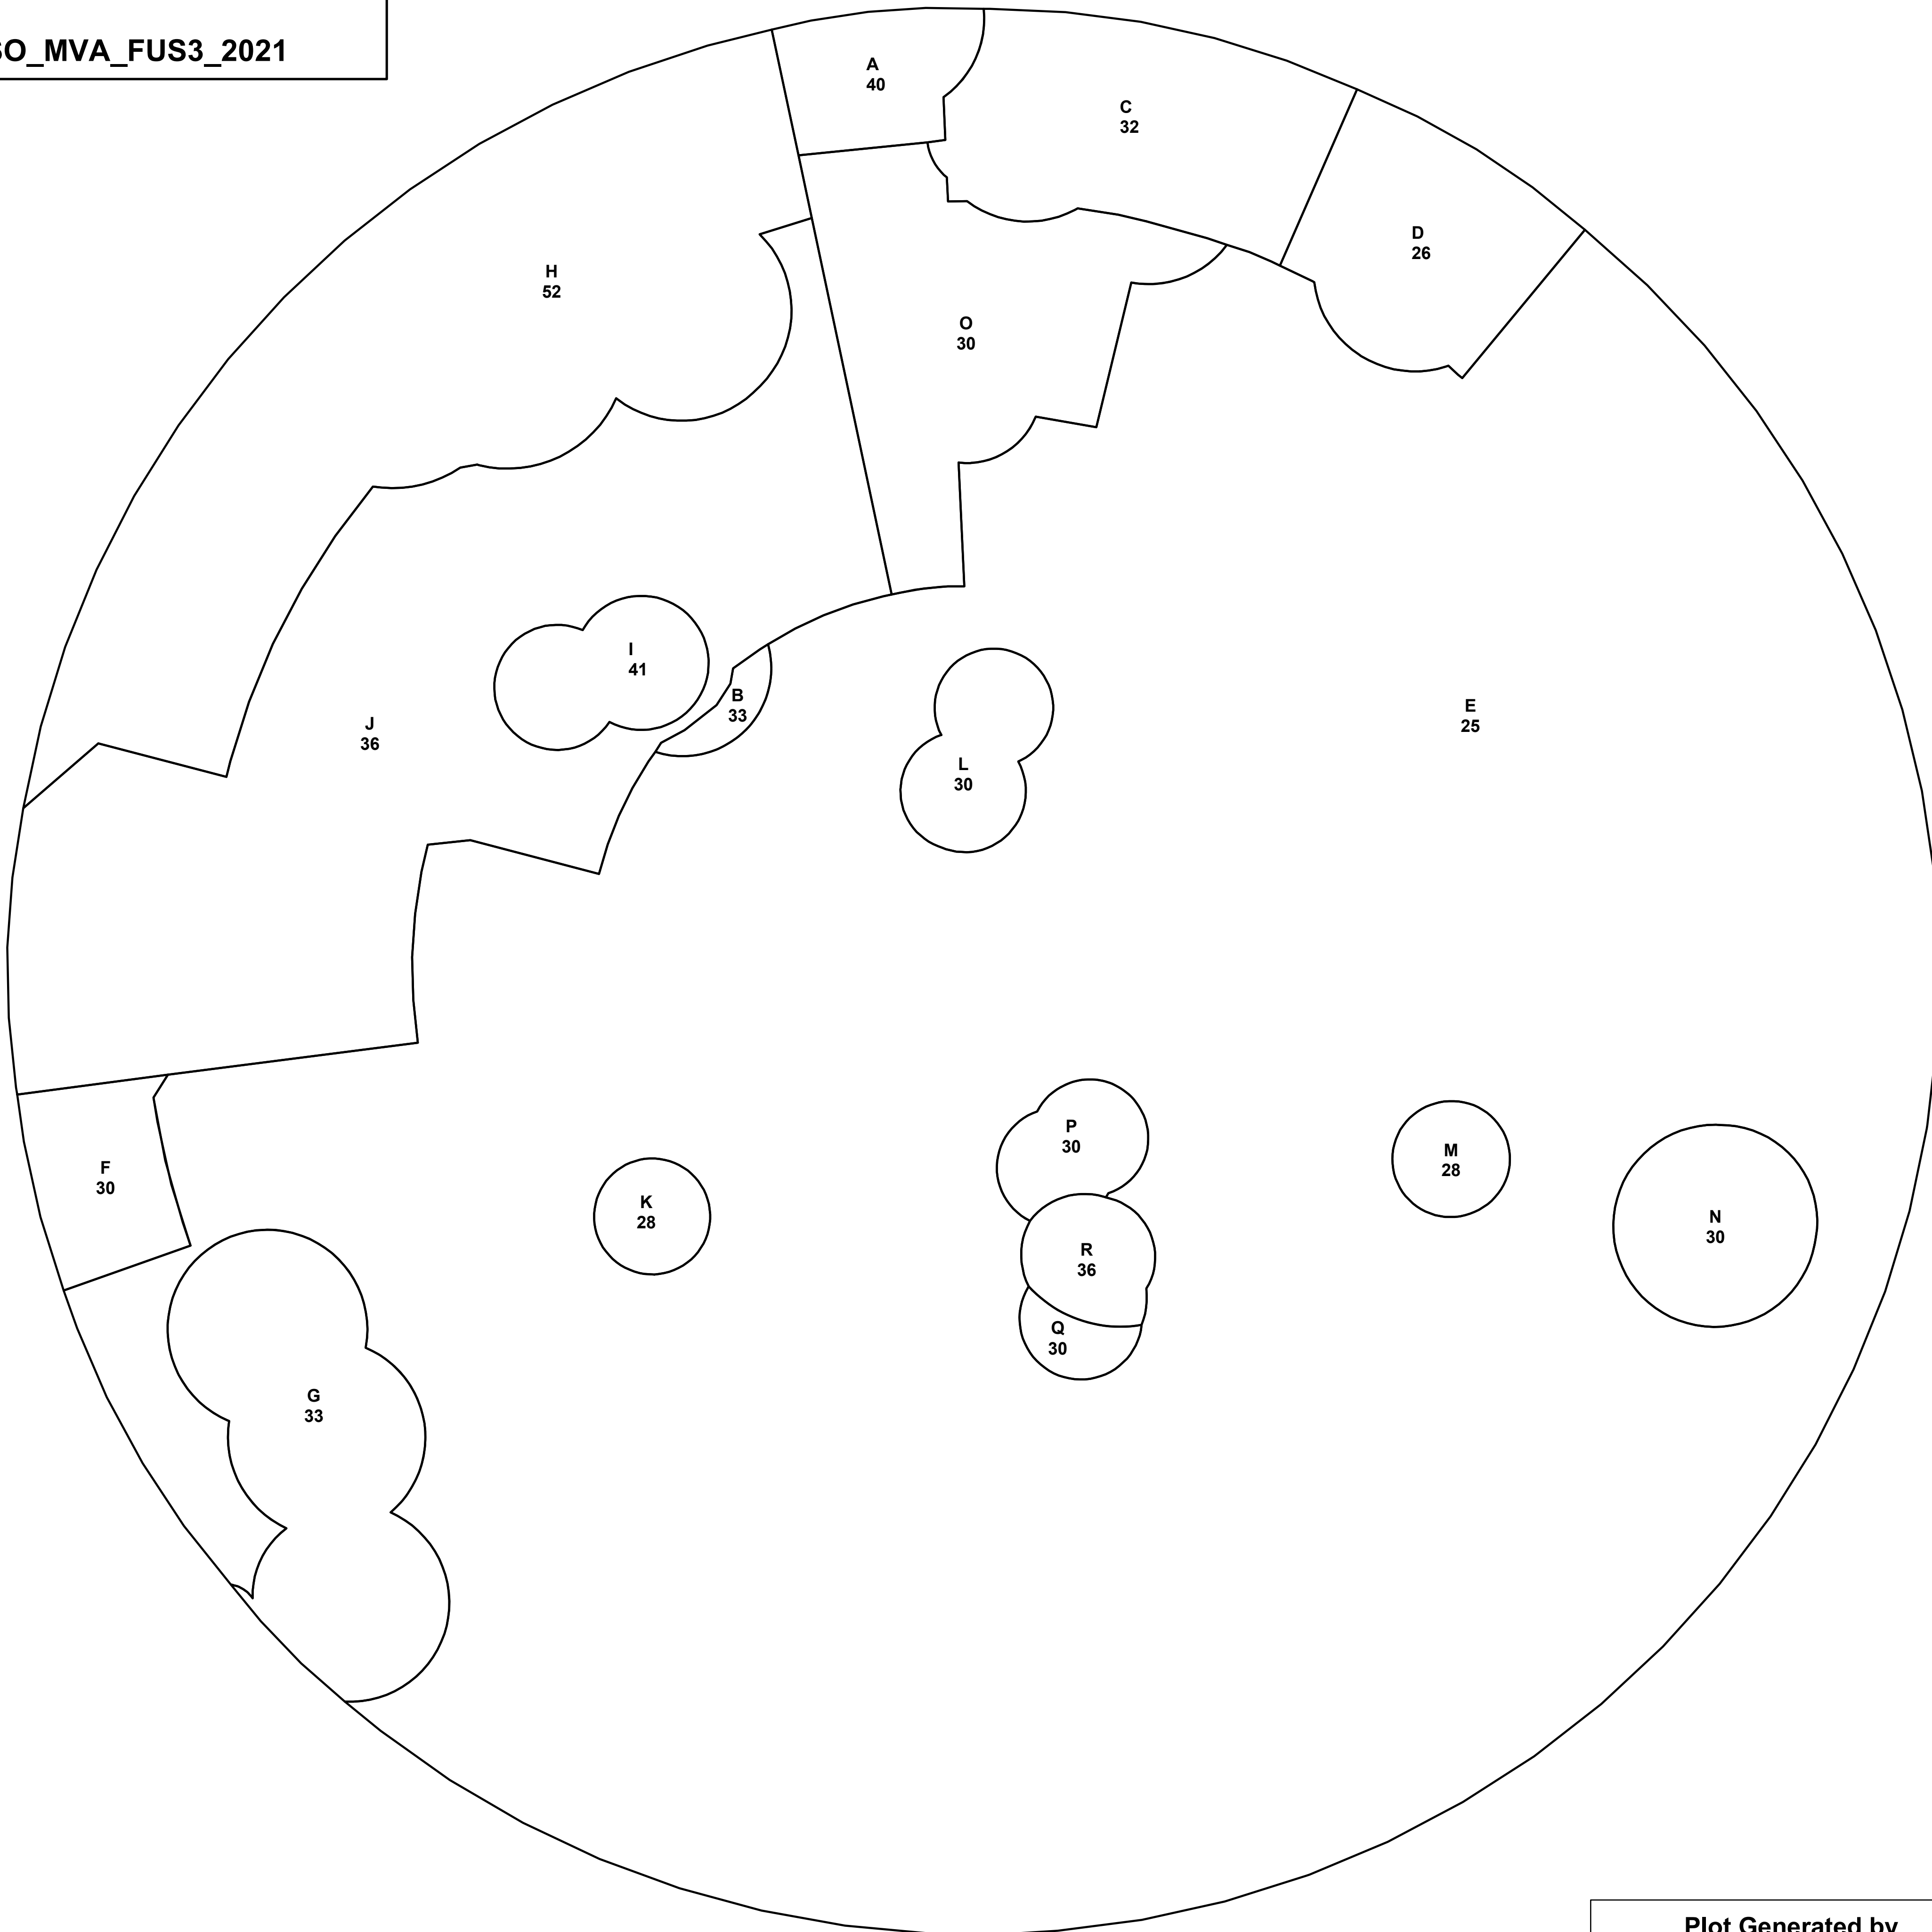 SO_MVA_FUS3_2021
A
40
C
32
D
26
H
52
O
30
I
41
B
33
E
25
J
36
L
30
P
30
M
28
F
30
K
28
N
30
R
36
Q
30
G
33
Plot Generated by